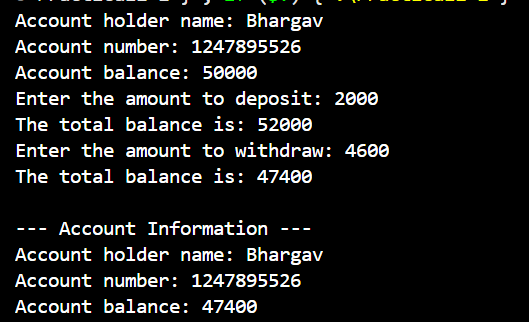 Account holder name: Bhargav
Account number: 1247895526
Account balance: 50000
Enter the amount to deposit: 2000
The total balance is: 52000
Enter the amount to withdraw: 4600
The total balance is: 47400
--- Account Information ---
Account holder name: Bhargav
Account number: 1247895526
Account balance: 47400